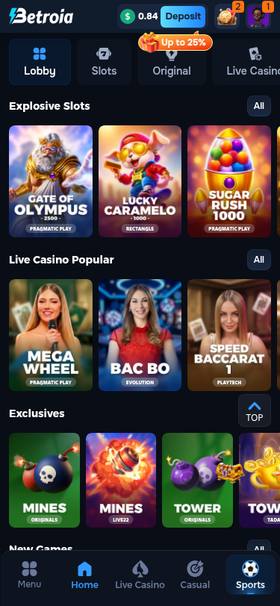 Betroia
$ 0.84 Deposit 2 1
Up to 25%
Lobby Slots Original Live Casino
Explosive Slots All
GATE OF OLYMPUS
PRAGMATIC PLAY
LUCKY CARAMELO
1000
RECTANGLE
SUGAR RUSH 1000
PRAGMATIC PLAY
Live Casino Popular All
MEGA WHEEL
PRAGMATIC PLAY
BAC BO
EVOLUTION
SPEED BACCARAT 1
PLAYTECH
Exclusives
TOP
MINES
ORIGINALS
MINES
LIVE22
TOWER
ORIGINALS
TOW
TADA
New Games All
Menu Home Live Casino Casual Sports